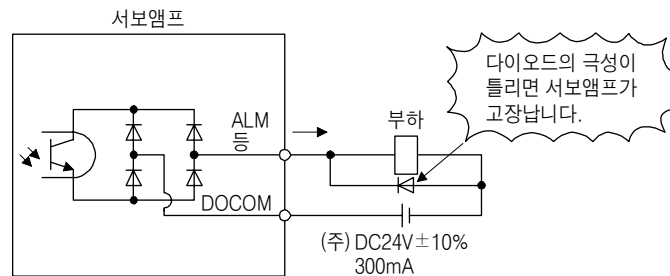 서보앰프
다이오드의 극성이
틀리면 서보앰프가
고장납니다.
ALM
등
부하
DOCOM
(주) DC24V±10%
300mA